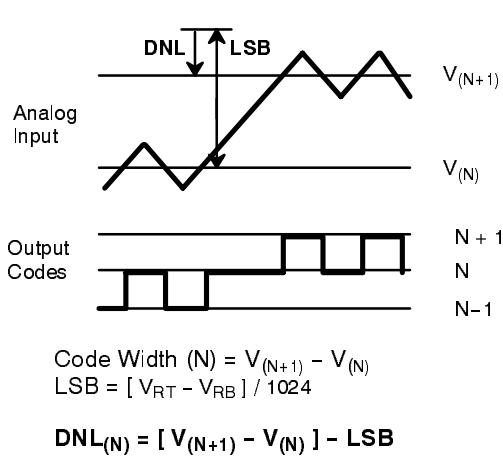 DNL LSB
V(N+1)
Analog
Input
V(N)
N + 1
Output
Codes
N
N−1
Code Width (N) = V(N+1) − V(N)
LSB = [ VRT − VRB ] / 1024
DNL(N) = [ V(N+1) − V(N) ] − LSB